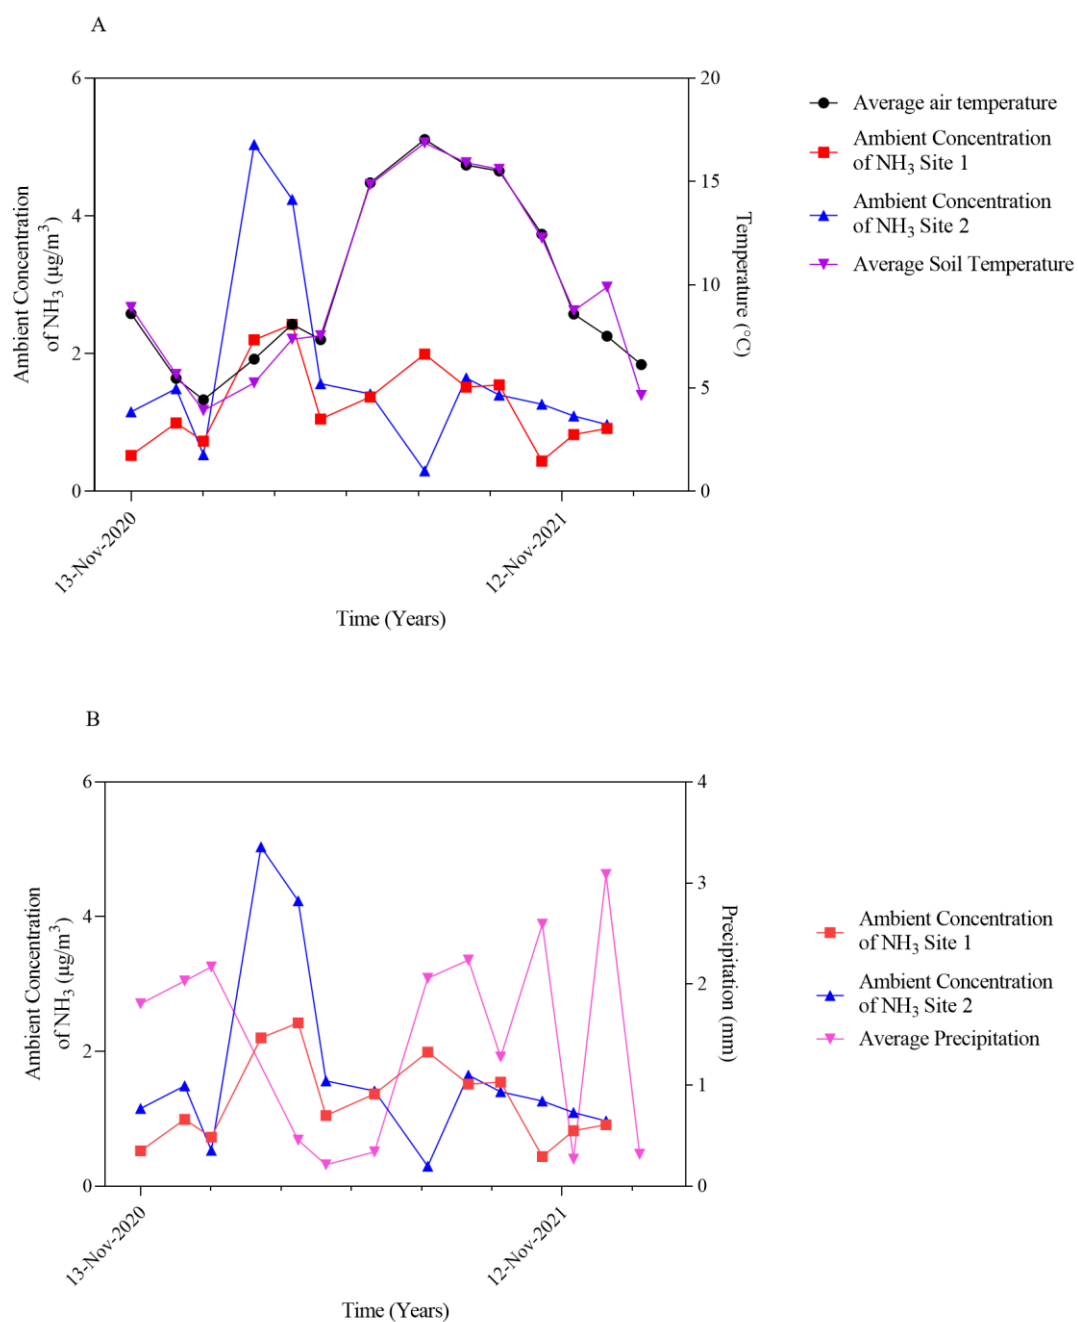 A
6
4
2
0
Ambient Concentration
of NH₃ (µg/m³)
20
15
10
5
0
Temperature (°C)
13-Nov-2020
12-Nov-2021
Time (Years)
Average air temperature
Ambient Concentration
of NH₃ Site 1
Ambient Concentration
of NH₃ Site 2
Average Soil Temperature
B
6
4
2
0
Ambient Concentration
of NH₃ (µg/m³)
4
3
2
1
0
Precipitation (mm)
13-Nov-2020
12-Nov-2021
Time (Years)
Ambient Concentration
of NH₃ Site 1
Ambient Concentration
of NH₃ Site 2
Average Precipitation